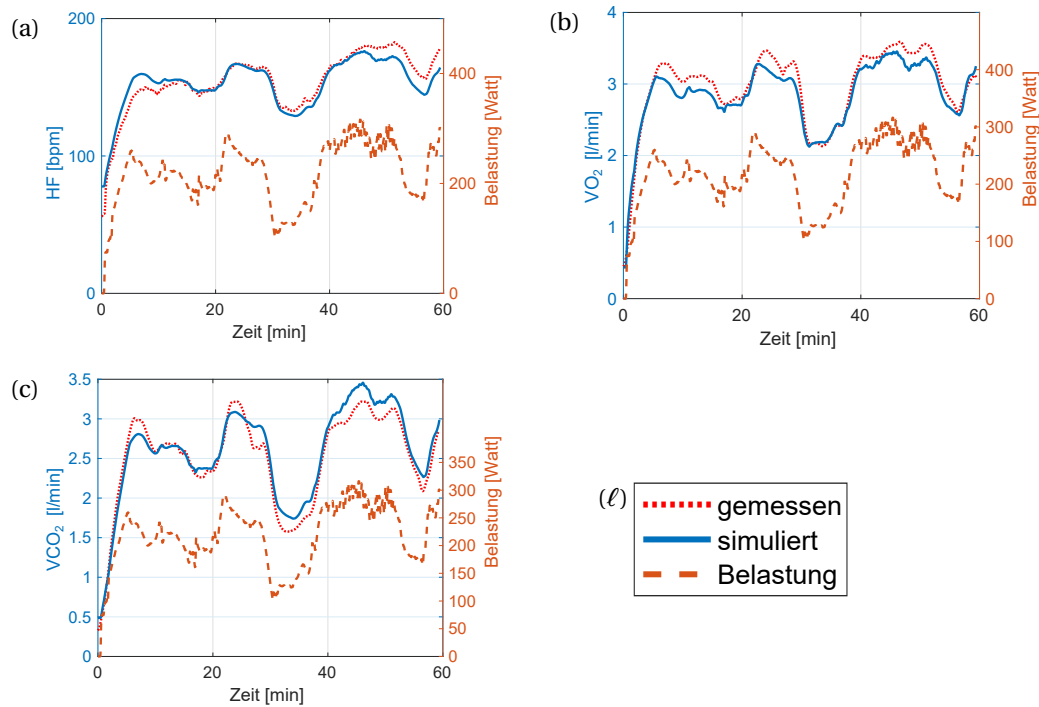 (a)
200
100
0
HF [bpm]
400
200
0
Belastung [Watt]
0
20
40
60
Zeit [min]
(b)
4
3
2
1
0
VO₂ [l/min]
400
300
200
100
0
Belastung [Watt]
0
20
40
60
Zeit [min]
(c)
3.5
3
2.5
2
1.5
1
0.5
VCO₂ [l/min]
350
300
250
200
150
100
50
0
Belastung [Watt]
0
20
40
60
Zeit [min]
(ℓ)
gemessen
simuliert
Belastung